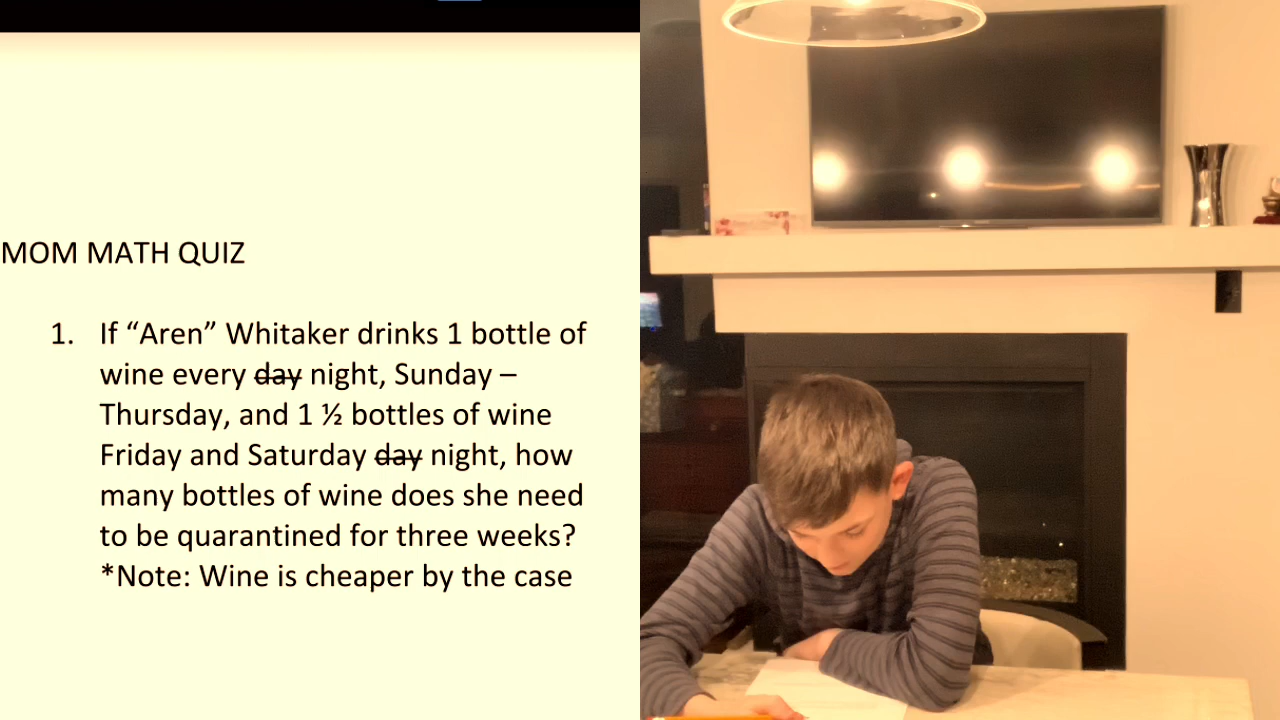 MOM MATH QUIZ
1. If “Aren” Whitaker drinks 1 bottle of
wine every day night, Sunday –
Thursday, and 1 ½ bottles of wine
Friday and Saturday day night, how
many bottles of wine does she need
to be quarantined for three weeks?
*Note: Wine is cheaper by the case